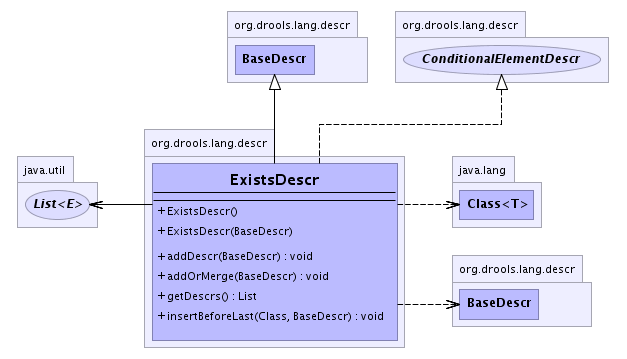 org.drools.lang.descr
BaseDescr
org.drools.lang.descr
ConditionalElementDescr
org.drools.lang.descr
java.util
List<E>
ExistsDescr
+ ExistsDescr()
+ ExistsDescr(BaseDescr)
+ addDescr(BaseDescr) : void
+ addOrMerge(BaseDescr) : void
+ getDescrs() : List
+ insertBeforeLast(Class, BaseDescr) : void
java.lang
Class<T>
org.drools.lang.descr
BaseDescr